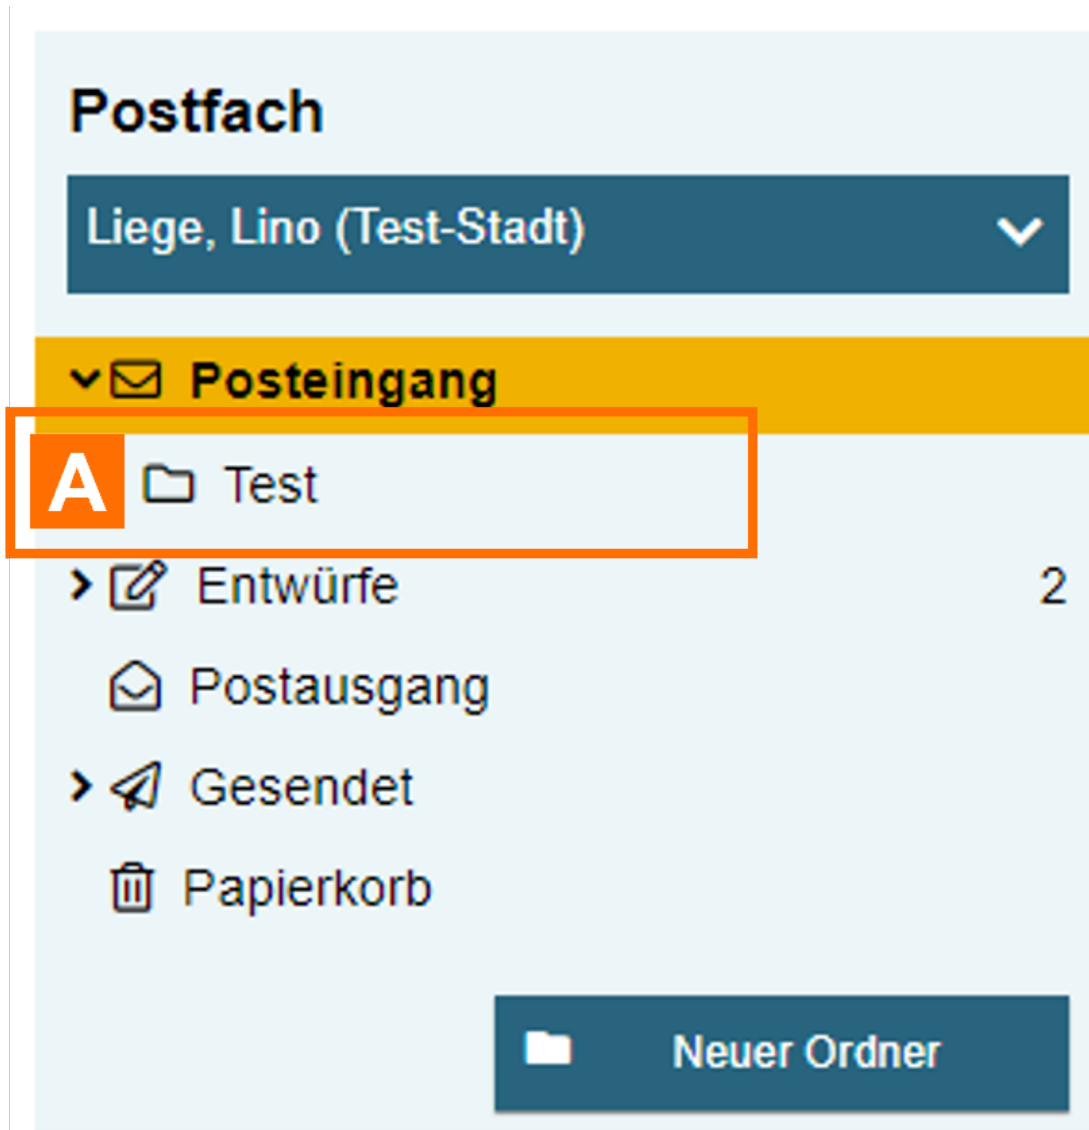 Postfach
Liege, Lino (Test-Stadt)
Posteingang
A Test
Entwürfe 2
Postausgang
Gesendet
Papierkorb
Neuer Ordner